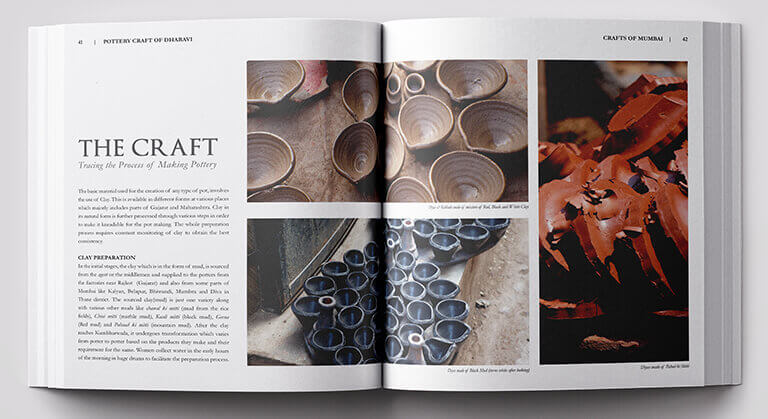 41 | POTTERY CRAFT OF DHARAVI
CRAFTS OF MUMBAI | 42
THE CRAFT
Tracing the Process of Making Pottery
The basic material used for the creation of any type of pot, involves
the use of Clay. This is available in different forms at various places
which majorly includes parts of Gujarat and Maharashtra. Clay in
its natural form is further processed through various steps in order
to make it kneadible for the pot making. The whole preparation
process requires constant monitoring of clay to obtain the best
consistency.
CLAY PREPARATION
In the initial stages, the clay which is in the form of mud, is sourced
from the agent or the middlemen and supplied to the potters from
the factories near Rajkot (Gujarat) and also from some parts of
Mumbai like Kalyan, Belapur, Bhiwandi, Mumbra and Diva in
Thane district. The sourced clay(mud) is just one variety along
with various other muds like charal ki mitti (mud from the rice
fields), Cini mitti (marble mud), Kaali mitti (black mud), Gerua
(Red mud) and Pahaad ki mitti (mountain mud). After the clay
reaches Kumbharwada, it undergoes transformation which varies
from potter to potter based on the products they make and their
requirement for the same. Women collect water in the early hours
of the morning in huge drums to facilitate the preparation process.
made of mixture of Red, Black and White Clay
Diyas made of Black Mud (turns white after baking)
Dhyas made of Pahad ki Mitti